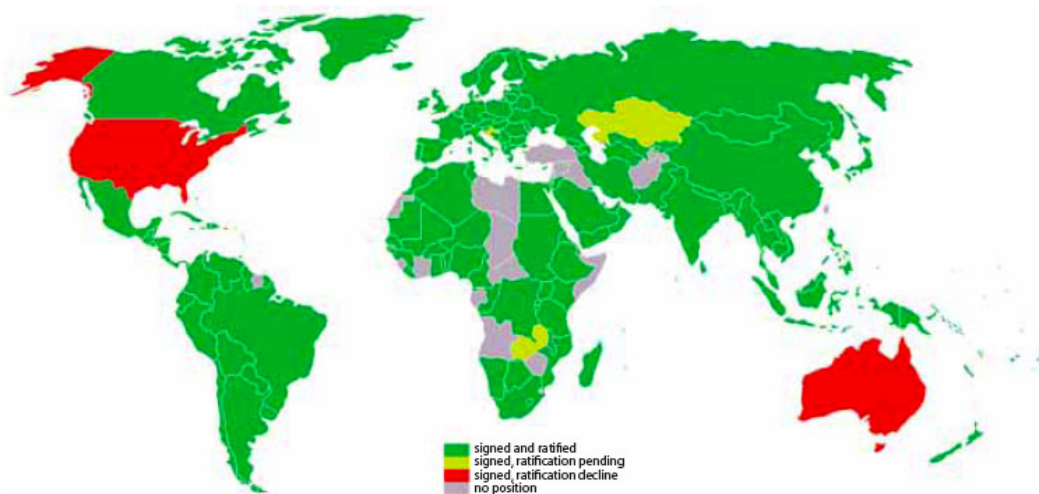 signed and ratified
signed, ratification pending
signed, ratification decline
no position